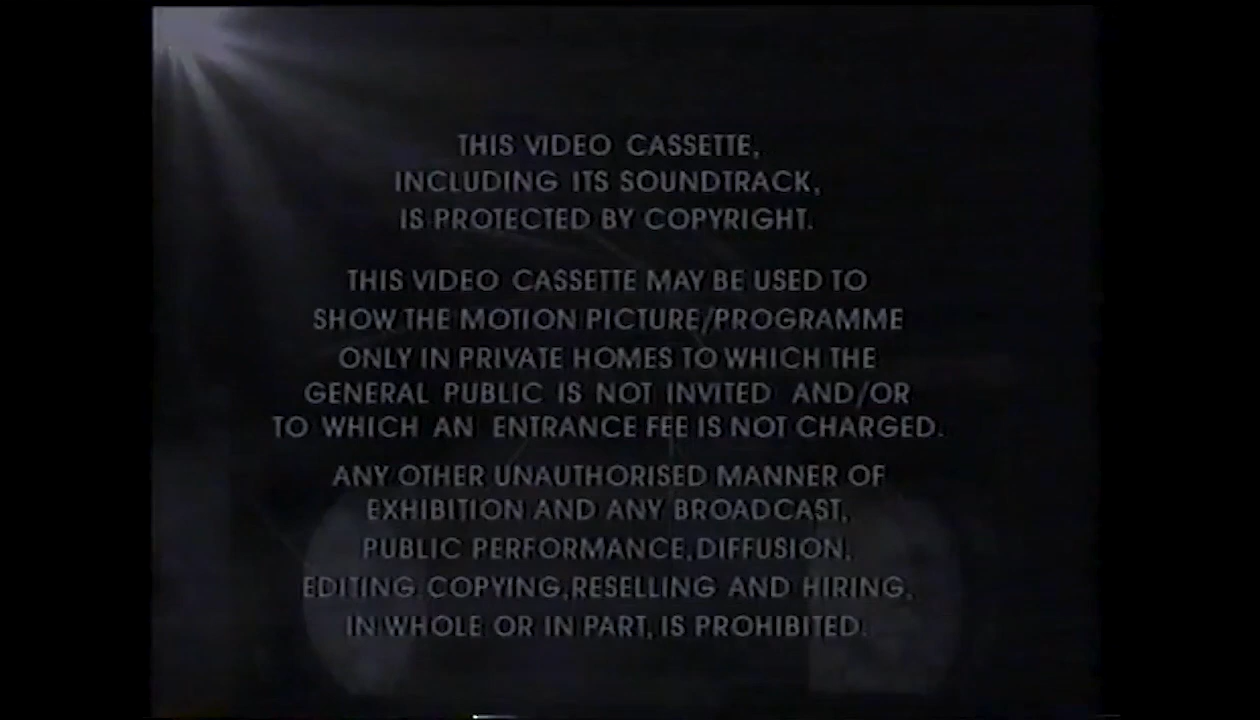 THIS VIDEO CASSETTE,
INCLUDING ITS SOUNDTRACK,
IS PROTECTED BY COPYRIGHT.
THIS VIDEO CASSETTE MAY BE USED TO
SHOW THE MOTION PICTURE/PROGRAMME
ONLY IN PRIVATE HOMES TO WHICH THE
GENERAL PUBLIC IS NOT INVITED AND/OR
TO WHICH AN ENTRANCE FEE IS NOT CHARGED.
ANY OTHER UNAUTHORISED MANNER OF
EXHIBITION AND ANY BROADCAST,
PUBLIC PERFORMANCE, DIFFUSION,
EDITING, COPYING, RESELLING AND HIRING,
IN WHOLE OR IN PART, IS PROHIBITED.